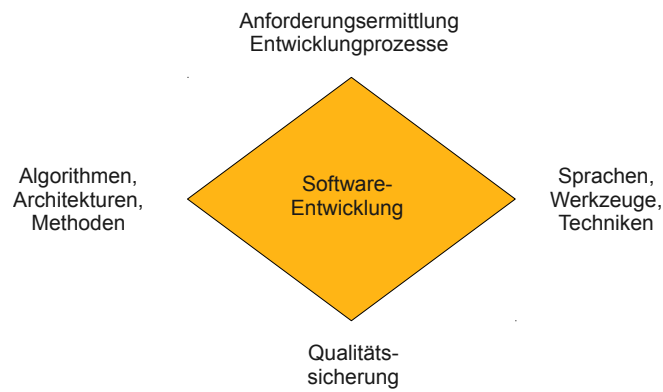 Anforderungsermittlung
Entwicklungprozesse
Algorithmen,
Architekturen,
Methoden
Software-
Entwicklung
Sprachen,
Werkzeuge,
Techniken
Qualitäts-
sicherung